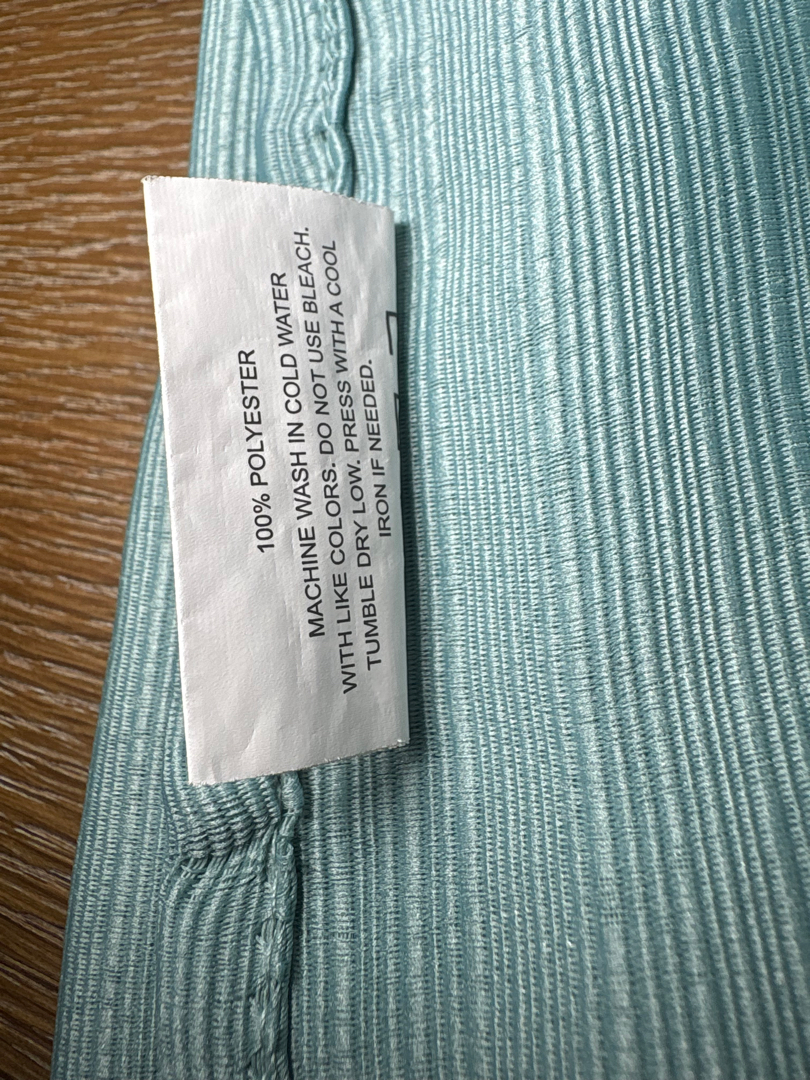 100% POLYESTER
MACHINE WASH IN COLD WATER
WITH LIKE COLORS. DO NOT USE BLEACH.
TUMBLE DRY LOW. PRESS WITH A COOL
IRON IF NEEDED.